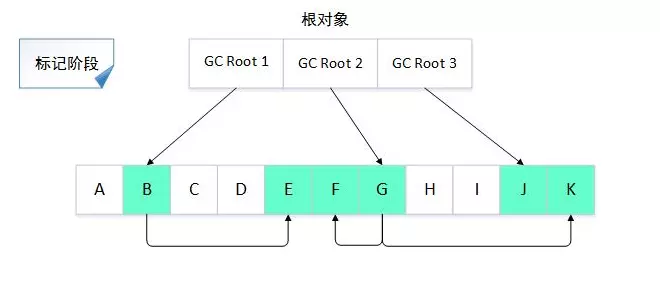 根对象
标记阶段
GC Root 1 GC Root 2 GC Root 3
A B C D E F G H I J K